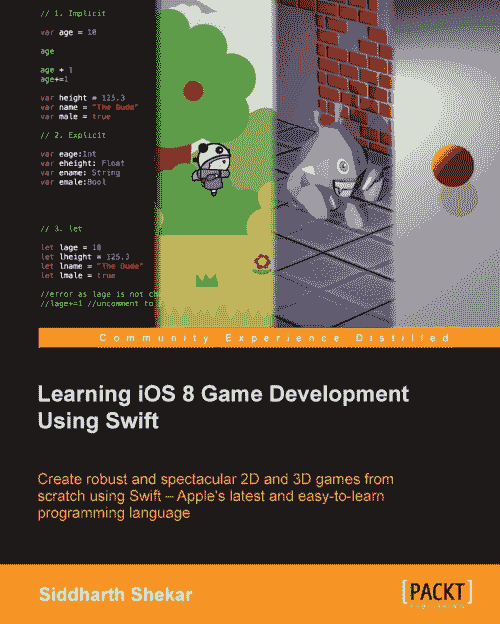 // 1. Implicit
var age = 10
age
age + 1
age+=1
var height = 125.3
var name = "The Dude"
var male = true
// 2. Explicit
var eage:Int
var eheight: Float
var ename: String
var emale:Bool
// 3. let
let lage = 10
let lheight = 125.3
let lname = "The Dude"
let lmale = true
//error as lage is not ch
//lage+=1 //uncomment to
Community Experience Distilled
Learning iOS 8 Game Development
Using Swift
Create robust and spectacular 2D and 3D games from
scratch using Swift – Apple's latest and easy-to-learn
programming language
Siddharth Shekar
[PACKT]